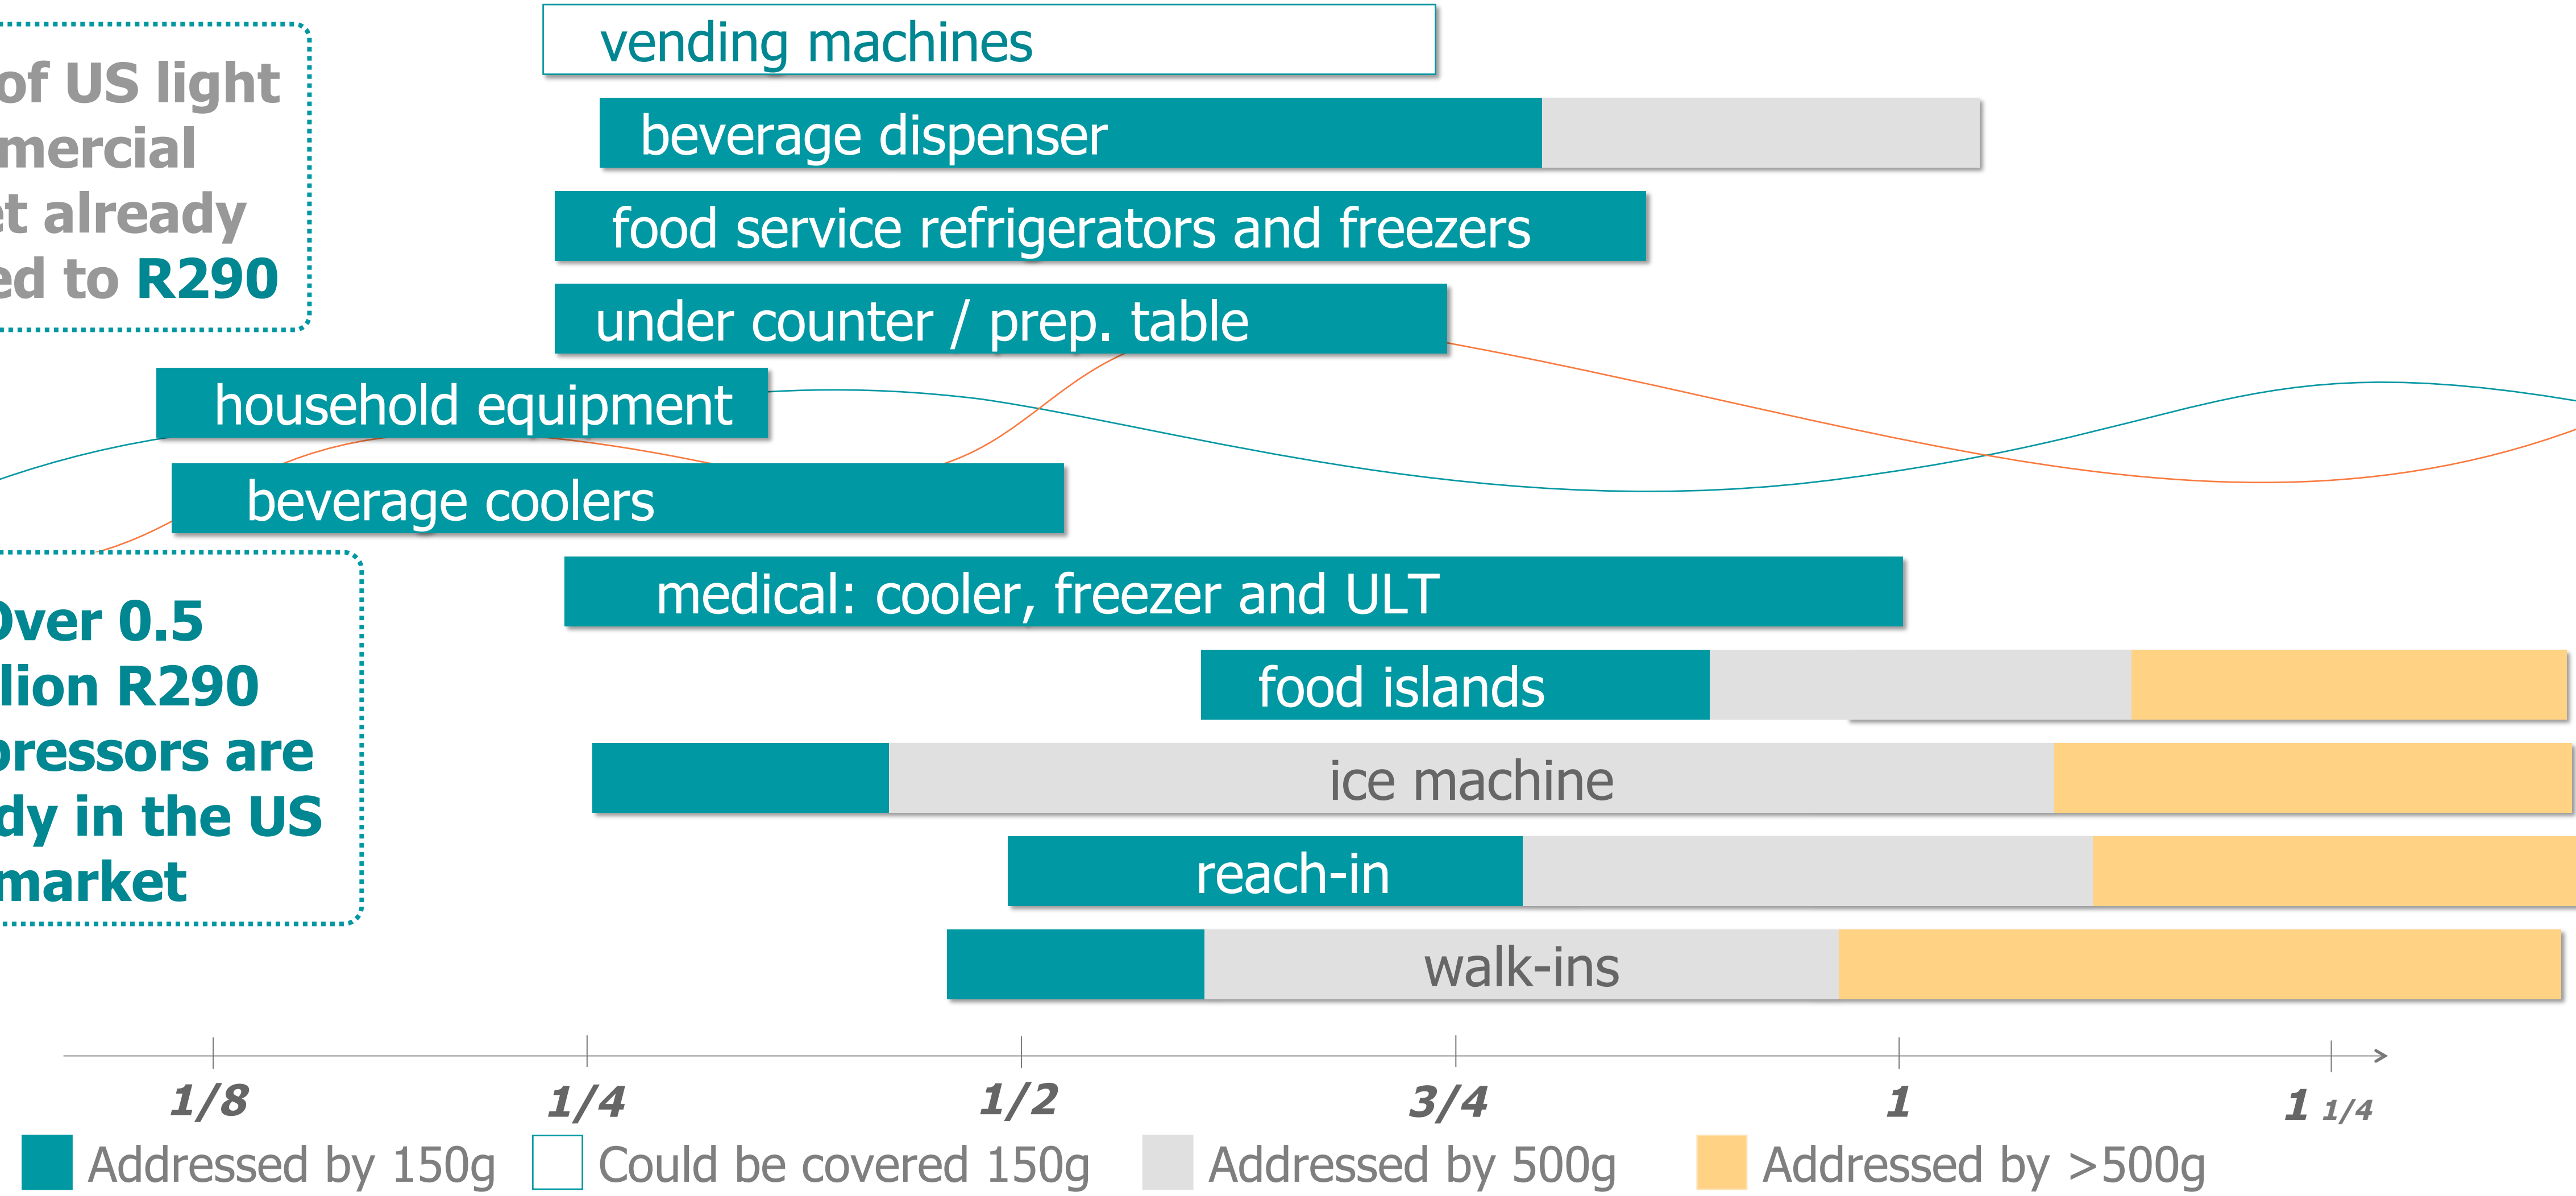 of US light
mercial
et already
ed to R290
vending machines
beverage dispenser
food service refrigerators and freezers
under counter / prep. table
household equipment
beverage coolers
medical: cooler, freezer and ULT
Over 0.5
llion R290
pressors are
dy in the US
market
food islands
ice machine
reach-in
walk-ins
1/8 1/4 1/2 3/4 1 1 1/4
Addressed by 150g Could be covered 150g Addressed by 500g Addressed by >500g